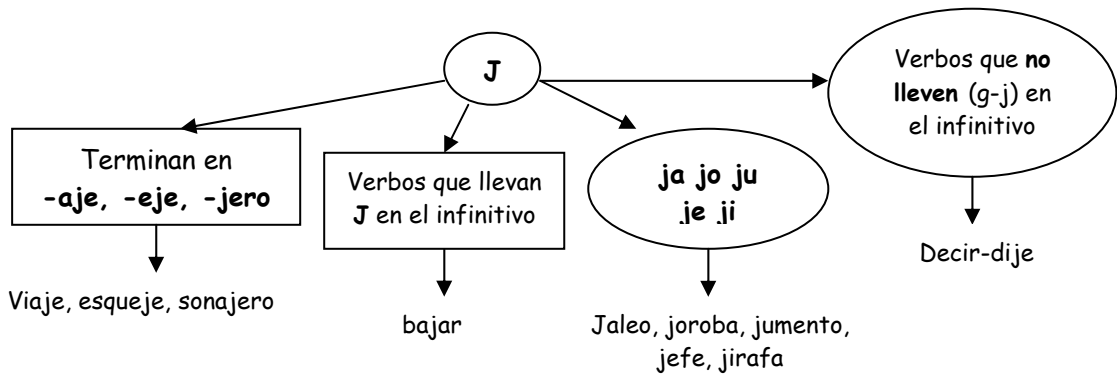 J
Terminan en
-aje, -eje, -jero
Viaje, esqueje, sonajero
Verbos que llevan
J en el infinitivo
bajar
ja jo ju
je ji
Jaleo, joroba, jumento,
jefe, jirafa
Verbos que no
lleven (g-j) en
el infinitivo
Decir-dije